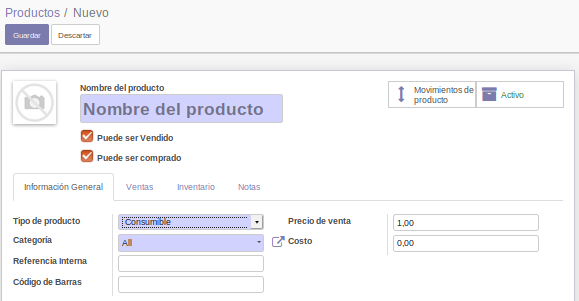 Productos / Nuevo
Guardar Descartar
Nombre del producto
Nombre del producto
Movimientos de producto
Activo
Puede ser Vendido
Puede ser comprado
Información General Ventas Inventario Notas
Tipo de producto Consumible Precio de venta 1,00
Categoría All Costo 0,00
Referencia Interna
Código de Barras